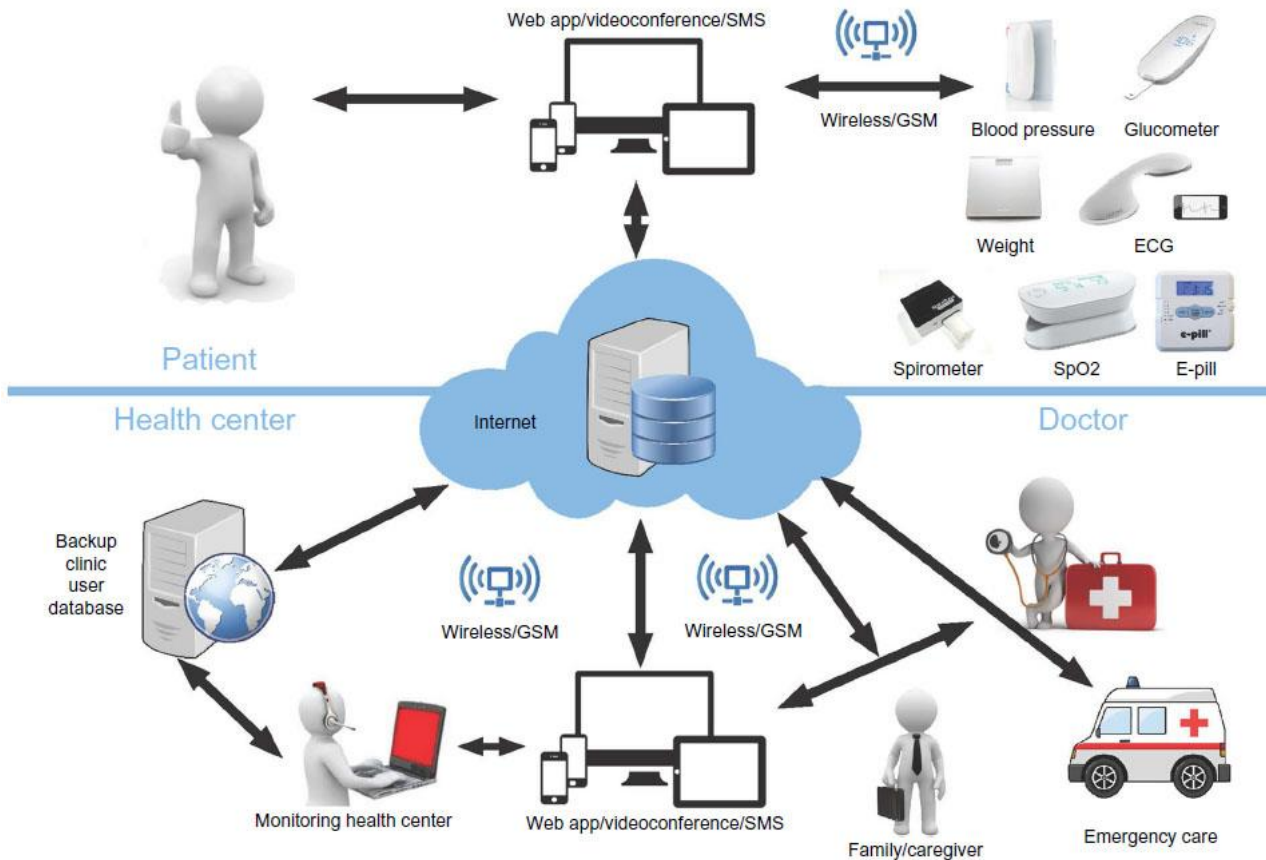 Web app/videoconference/SMS
Wireless/GSM
Blood pressure
Glucometer
Weight
ECG
Spirometer
SpO2
e-pill
E-pill
Patient
Health center
Internet
Doctor
Backup
clinic
user
database
Wireless/GSM
Wireless/GSM
Monitoring health center
Web app/videoconference/SMS
Family/caregiver
Emergency care